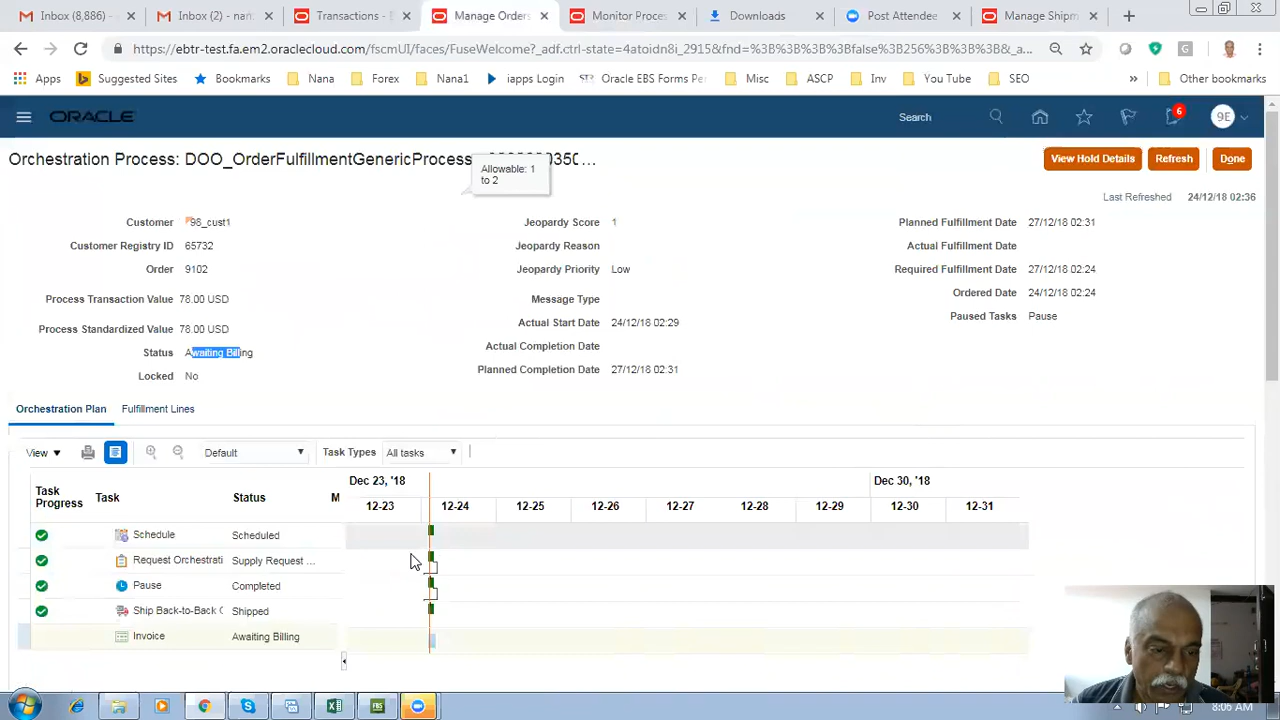 Inbox (8,886) -
Inbox (2) - nan
Transactions -
Manage Orders
Monitor Proces
Downloads
Post Attendee
Manage Shipm
https://ebtr-test.fa.em2.oraclecloud.com/fscmUI/faces/FuseWelcome?_adf.ctrl-state=4atoidn8i_2915&fnd=%3B%3B%3B%3Bfalse%3B256%3B%3B%3B&_a...
Apps
Suggested Sites
Bookmarks
Nana
Forex
Nana1
iapps Login
Oracle EBS Forms Pe
Misc
ASCP
Inv
You Tube
SEO
»
Other bookmarks
ORACLE
Search
6
9E
Orchestration Process: DOO_OrderFulfillmentGenericProcess
...
Allowable: 1
to 2
View Hold Details
Refresh
Done
Last Refreshed 24/12/18 02:36
Customer 98_cust1
Customer Registry ID 65732
Order 9102
Process Transaction Value 78.00 USD
Process Standardized Value 78.00 USD
Status Awaiting Billing
Locked No
Jeopardy Score 1
Jeopardy Reason
Jeopardy Priority Low
Message Type
Actual Start Date 24/12/18 02:29
Actual Completion Date
Planned Completion Date 27/12/18 02:31
Planned Fulfillment Date 27/12/18 02:31
Actual Fulfillment Date
Required Fulfillment Date 27/12/18 02:24
Ordered Date 24/12/18 02:24
Paused Tasks Pause
Orchestration Plan
Fulfillment Lines
View
Default
Task Types All tasks
Task Progress
Task
Status
M
Dec 23, '18
Dec 30, '18
12-23 12-24 12-25 12-26 12-27 12-28 12-29 12-30 12-31
Schedule Scheduled
Request Orchestrati Supply Request ...
Pause Completed
Ship Back-to-Back Shipped
Invoice Awaiting Billing
8:06 AM